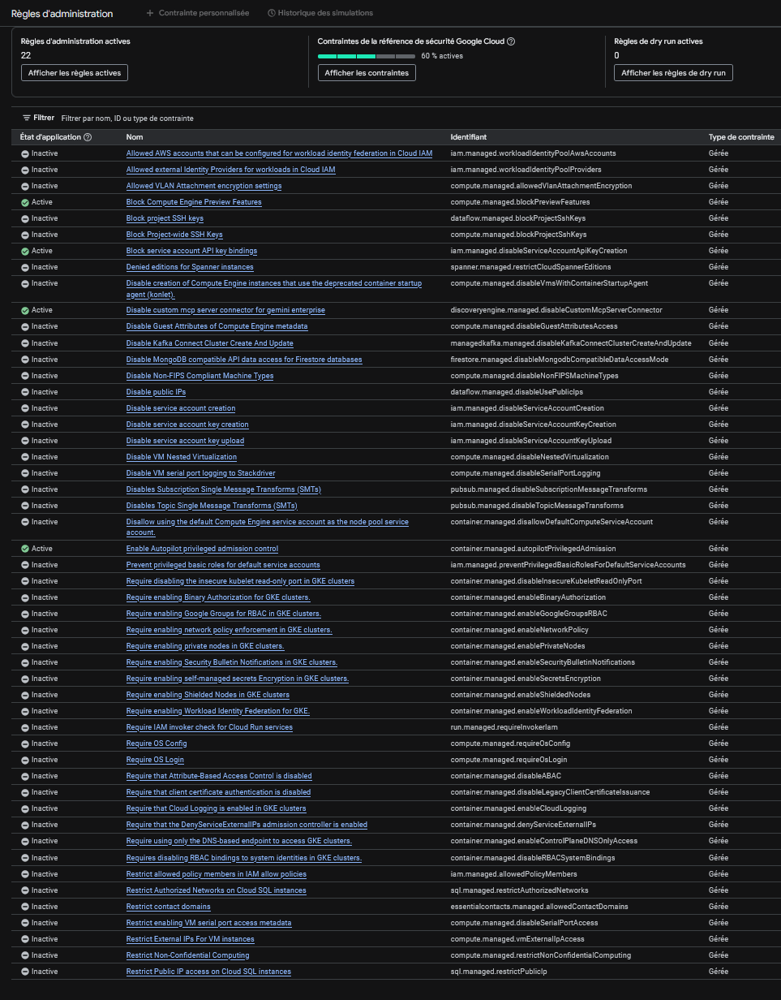 Règles d'administration
Contrainte personnalisée
Historique des simulations
Règles d'administration actives
22
Afficher les règles actives
Contraintes de la référence de sécurité Google Cloud
60 % actives
Afficher les contraintes
Règles de dry run actives
0
Afficher les règles de dry run
Filtrer Filtrer par nom, ID ou type de contrainte
État d'application Nom Identifiant Type de contrainte
Inactive Allowed AWS accounts that can be configured for workload identity federation in Cloud IAM iam.managed.workloadIdentityPoolAwsAccounts Gérée
Inactive Allowed external Identity Providers for workloads in Cloud IAM iam.managed.workloadIdentityPoolProviders Gérée
Inactive Allowed VLAN Attachment encryption settings compute.managed.allowedVlanAttachmentEncryption Gérée
Active Block Compute Engine Preview Features compute.managed.blockPreviewFeatures Gérée
Inactive Block project SSH keys dataflow.managed.blockProjectSshKeys Gérée
Inactive Block Project-wide SSH Keys compute.managed.blockProjectSshKeys Gérée
Active Block service account API key bindings iam.managed.disableServiceAccountApiKeyCreation Gérée
Inactive Denied editions for Spanner instances spanner.managed.restrictCloudSpannerEditions Gérée
Inactive Disable creation of Compute Engine instances that use the deprecated container startup compute.managed.disableVmsWithContainerStartupAgent Gérée
agent (konlet).
Active Disable custom mcp server connector for gemini enterprise discoveryengine.managed.disableCustomMcpServerConnector Gérée
Inactive Disable Guest Attributes of Compute Engine metadata compute.managed.disableGuestAttributesAccess Gérée
Inactive Disable Kafka Connect Cluster Create And Update managedkafka.managed.disableKafkaConnectClusterCreateAndUpdate Gérée
Inactive Disable MongoDB compatible API data access for Firestore databases firestore.managed.disableMongodbCompatibleDataAccessMode Gérée
Inactive Disable Non-FIPS Compliant Machine Types compute.managed.disableNonFIPSMachineTypes Gérée
Inactive Disable public IPs dataflow.managed.disableUsePublicIps Gérée
Inactive Disable service account creation iam.managed.disableServiceAccountCreation Gérée
Inactive Disable service account key creation iam.managed.disableServiceAccountKeyCreation Gérée
Inactive Disable service account key upload iam.managed.disableServiceAccountKeyUpload Gérée
Inactive Disable VM Nested Virtualization compute.managed.disableNestedVirtualization Gérée
Inactive Disable VM serial port logging to Stackdriver compute.managed.disableSerialPortLogging Gérée
Inactive Disables Subscription Single Message Transforms (SMTs) pubsub.managed.disableSubscriptionMessageTransforms Gérée
Inactive Disables Topic Single Message Transforms (SMTs) pubsub.managed.disableTopicMessageTransforms Gérée
Inactive Disallow using the default Compute Engine service account as the node pool service container.managed.disallowDefaultComputeServiceAccount Gérée
account.
Active Enable Autopilot privileged admission control container.managed.autopilotPrivilegedAdmission Gérée
Inactive Prevent privileged basic roles for default service accounts iam.managed.preventPrivilegedBasicRolesForDefaultServiceAccounts Gérée
Inactive Require disabling the insecure kubelet read-only port in GKE clusters container.managed.disableInsecureKubeletReadOnlyPort Gérée
Inactive Require enabling Binary Authorization for GKE clusters. container.managed.enableBinaryAuthorization Gérée
Inactive Require enabling Google Groups for RBAC in GKE clusters. container.managed.enableGoogleGroupsRBAC Gérée
Inactive Require enabling network policy enforcement in GKE clusters. container.managed.enableNetworkPolicy Gérée
Inactive Require enabling private nodes in GKE clusters. container.managed.enablePrivateNodes Gérée
Inactive Require enabling Security Bulletin Notifications in GKE clusters. container.managed.enableSecurityBulletinNotifications Gérée
Inactive Require enabling self-managed secrets Encryption in GKE clusters. container.managed.enableSecretsEncryption Gérée
Inactive Require enabling Shielded Nodes in GKE clusters container.managed.enableShieldedNodes Gérée
Inactive Require enabling Workload Identity Federation for GKE. container.managed.enableWorkloadIdentityFederation Gérée
Inactive Require IAM invoker check for Cloud Run services run.managed.requireInvokerIam Gérée
Inactive Require OS Config compute.managed.requireOsConfig Gérée
Inactive Require OS Login compute.managed.requireOsLogin Gérée
Inactive Require that Attribute-Based Access Control is disabled container.managed.disableABAC Gérée
Inactive Require that client certificate authentication is disabled container.managed.disableLegacyClientCertificateIssuance Gérée
Inactive Require that Cloud Logging is enabled in GKE clusters container.managed.enableCloudLogging Gérée
Inactive Require that the DenyServiceExternalIPs admission controller is enabled container.managed.denyServiceExternalIPs Gérée
Inactive Require using only the DNS-based endpoint to access GKE clusters. container.managed.enableControlPlaneDNSOnlyAccess Gérée
Inactive Requires disabling RBAC bindings to system identities in GKE clusters. container.managed.disableRBACSystemBindings Gérée
Inactive Restrict allowed policy members in IAM allow policies iam.managed.allowedPolicyMembers Gérée
Inactive Restrict Authorized Networks on Cloud SQL instances sql.managed.restrictAuthorizedNetworks Gérée
Inactive Restrict contact domains essentialcontacts.managed.allowedContactDomains Gérée
Inactive Restrict enabling VM serial port access metadata compute.managed.disableSerialPortAccess Gérée
Inactive Restrict External IPs For VM instances compute.managed.vmExternalIpAccess Gérée
Inactive Restrict Non-Confidential Computing compute.managed.restrictNonConfidentialComputing Gérée
Inactive Restrict Public IP access on Cloud SQL instances sql.managed.restrictPublicIp Gérée